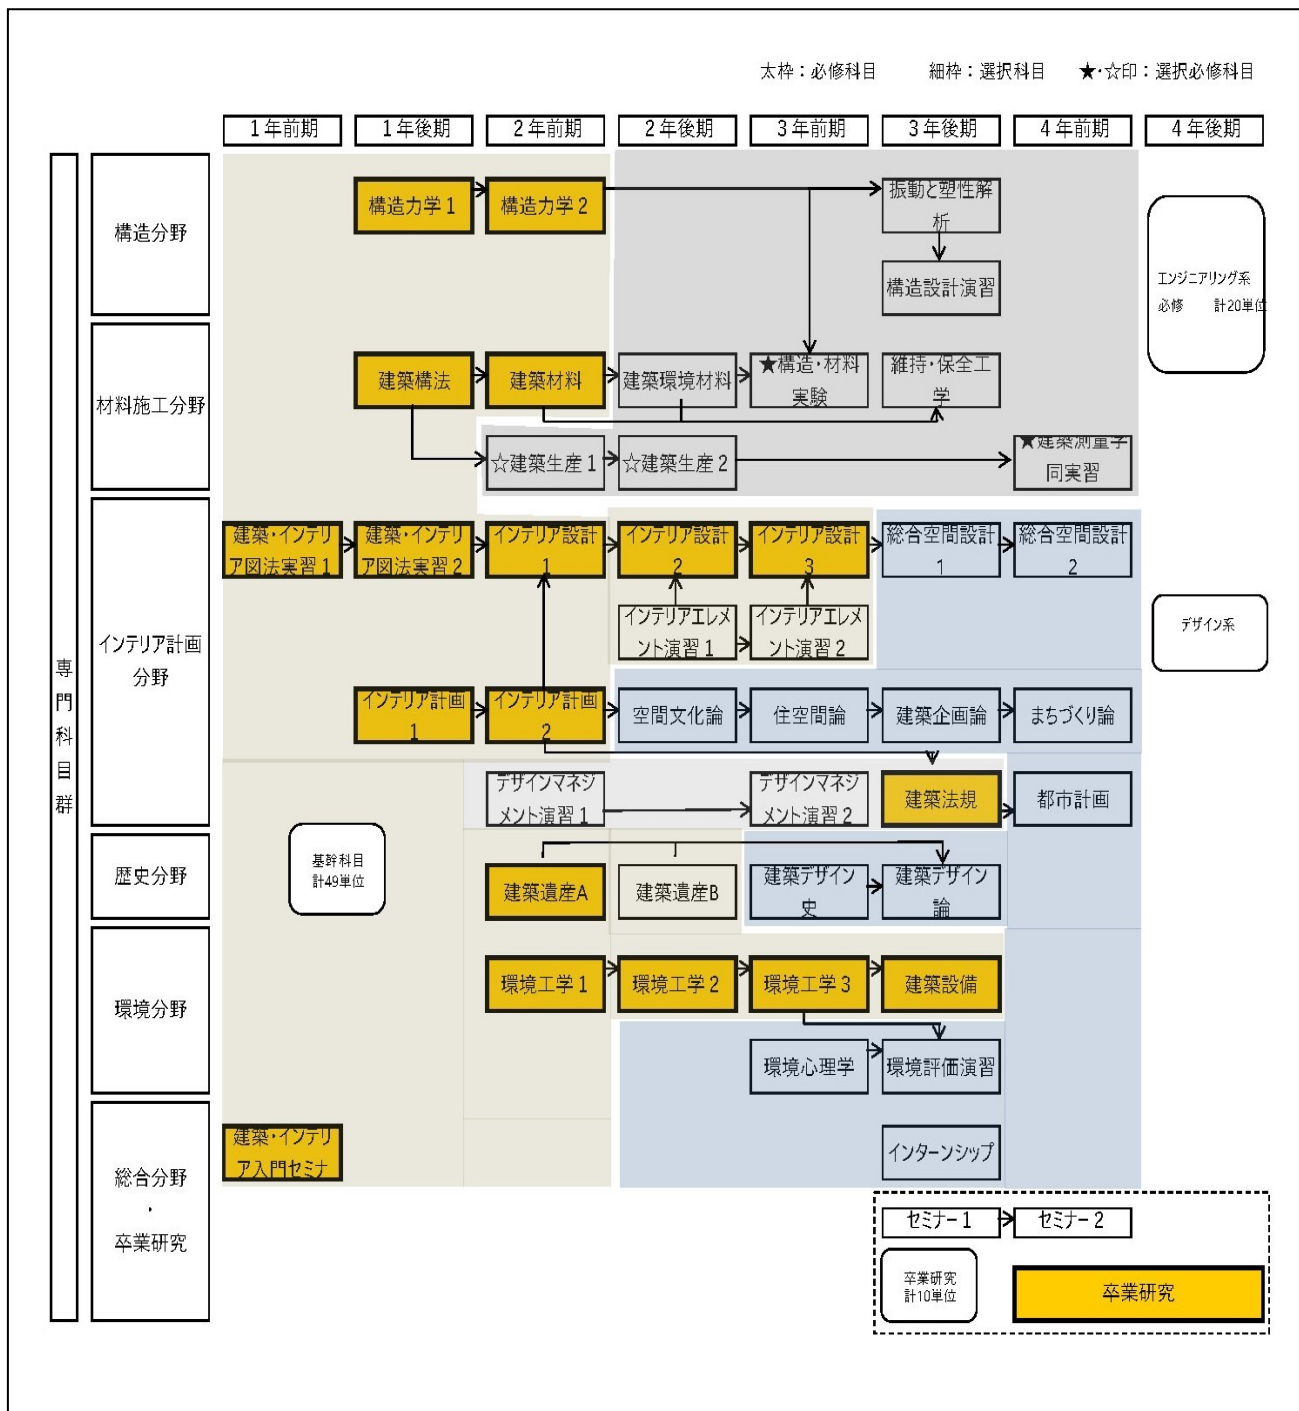 太枠：必修科目　細枠：選択科目　★・☆印：選択必修科目
1年前期　1年後期　2年前期　2年後期　3年前期　3年後期　4年前期　4年後期
専門科目群
構造分野
構造力学1
構造力学2
振動と塑性解
析
構造設計演習
エンジニアリング系
必修　計20単位
材料施工分野
建築構法
建築材料
建築環境材料
★構造・材料
実験
維持・保全工
学
☆建築生産1
☆建築生産2
★建築測量学
同実習
インテリア計画
分野
建築・インテリ
ア図法実習1
建築・インテリ
ア図法実習2
インテリア設計
1
インテリア設計
2
インテリア設計
3
総合空間設計
1
総合空間設計
2
インテリアエレメ
ント演習1
インテリアエレメ
ント演習2
デザイン系
インテリア計画
1
インテリア計画
2
空間文化論
住空間論
建築企画論
まちづくり論
デザインマネジ
メント演習1
デザインマネジ
メント演習2
建築法規
都市計画
基幹科目
計49単位
歴史分野
建築遺産A
建築遺産B
建築デザイン
史
建築デザイン
論
環境分野
環境工学1
環境工学2
環境工学3
建築設備
環境心理学
環境評価演習
総合分野
・
卒業研究
建築・インテリ
ア入門セミナ
インターンシップ
セミナー1
セミナー2
卒業研究
計10単位
卒業研究